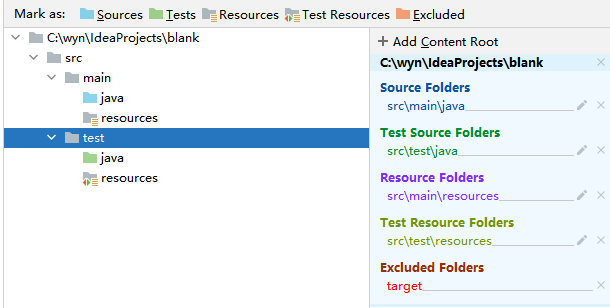 Mark as: Sources Tests Resources Test Resources Excluded
C:\wyn\IdeaProjects\blank
src
main
java
resources
test
java
resources
+ Add Content Root
C:\wyn\IdeaProjects\blank
Source Folders
src\main\java
Test Source Folders
src\test\java
Resource Folders
src\main\resources
Test Resource Folders
src\test\resources
Excluded Folders
target